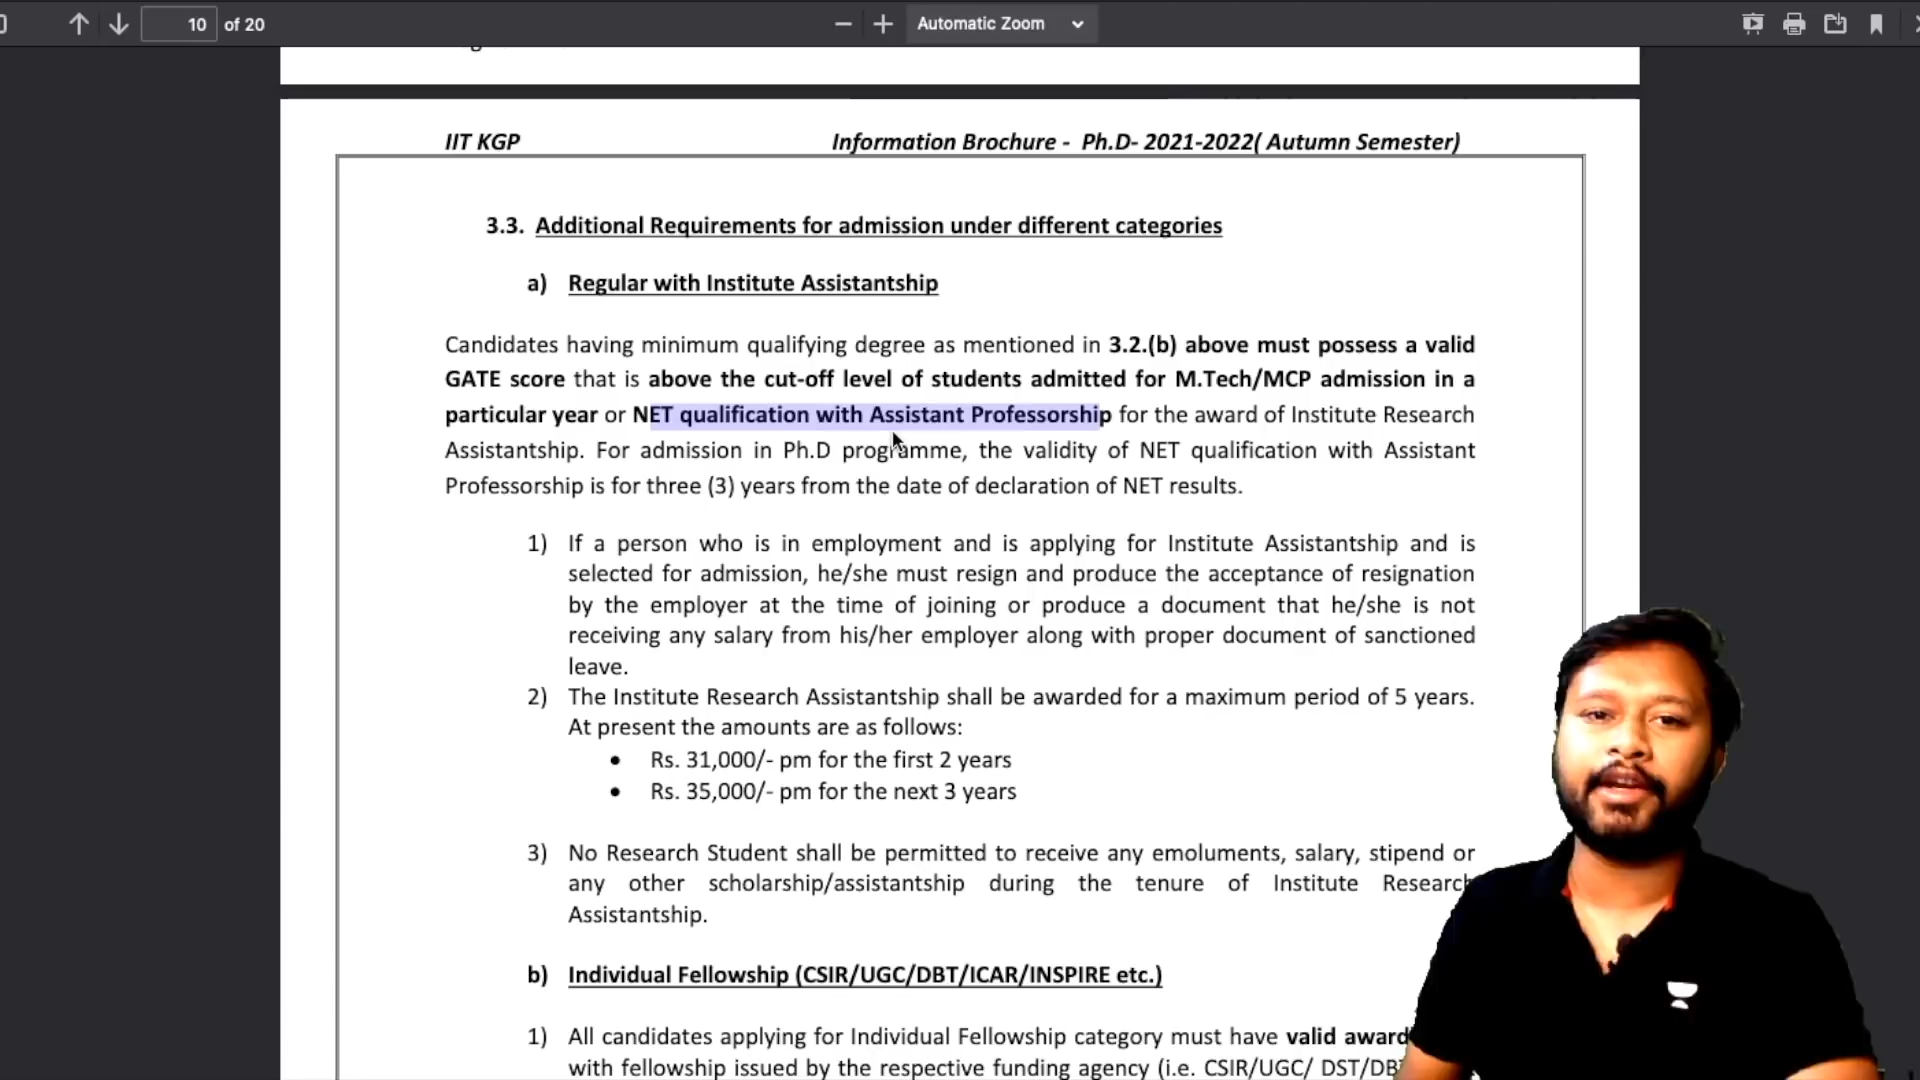 10 of 20
Automatic Zoom
IIT KGP
Information Brochure - Ph.D- 2021-2022( Autumn Semester)
3.3. Additional Requirements for admission under different categories
a) Regular with Institute Assistantship
Candidates having minimum qualifying degree as mentioned in 3.2.(b) above must possess a valid
GATE score that is above the cut-off level of students admitted for M.Tech/MCP admission in a
particular year or NET qualification with Assistant Professorship for the award of Institute Research
Assistantship. For admission in Ph.D programme, the validity of NET qualification with Assistant
Professorship is for three (3) years from the date of declaration of NET results.
1) If a person who is in employment and is applying for Institute Assistantship and is
selected for admission, he/she must resign and produce the acceptance of resignation
by the employer at the time of joining or produce a document that he/she is not
receiving any salary from his/her employer along with proper document of sanctioned
leave.
2) The Institute Research Assistantship shall be awarded for a maximum period of 5 years.
At present the amounts are as follows:
• Rs. 31,000/- pm for the first 2 years
• Rs. 35,000/- pm for the next 3 years
3) No Research Student shall be permitted to receive any emoluments, salary, stipend or
any other scholarship/assistantship during the tenure of Institute Research
Assistantship.
b) Individual Fellowship (CSIR/UGC/DBT/ICAR/INSPIRE etc.)
1) All candidates applying for Individual Fellowship category must have valid award
with fellowship issued by the respective funding agency (i.e. CSIR/UGC/ DST/DB